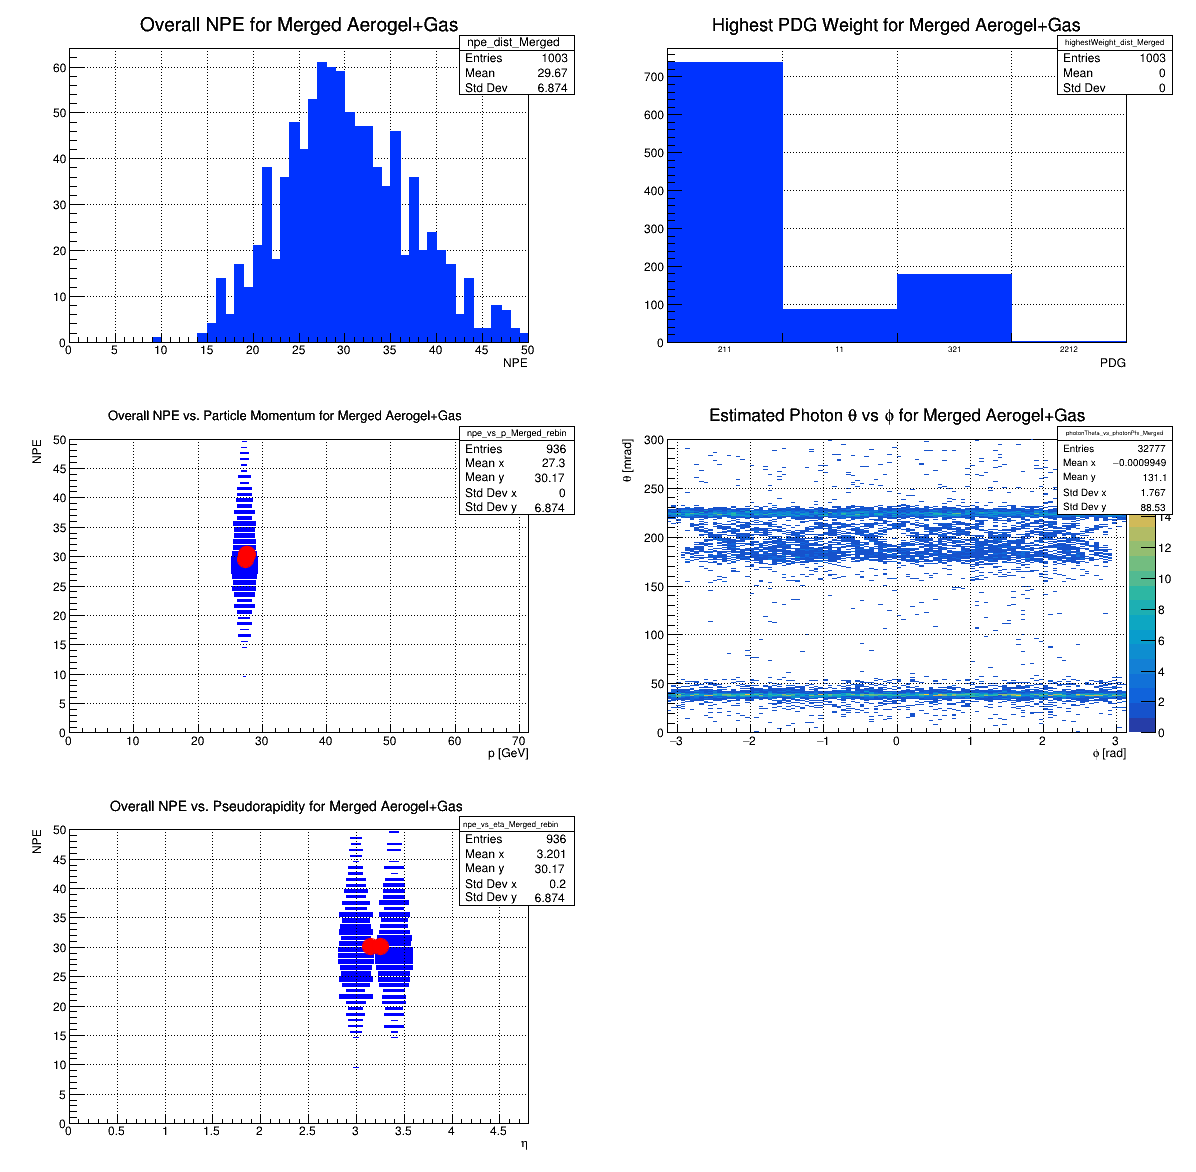 Overall NPE for Merged Aerogel+Gas
npe_dist_Merged
Entries 1003
Mean 29.67
Std Dev 6.874
60
50
40
30
20
10
0
0 5 10 15 20 25 30 35 40 45 50
NPE
Highest PDG Weight for Merged Aerogel+Gas
highestWeight_dist_Merged
Entries 1003
Mean 0
Std Dev 0
700
600
500
400
300
200
100
0
211 11 321 2212
PDG
Overall NPE vs. Particle Momentum for Merged Aerogel+Gas
NPE
npe_vs_p_Merged_rebin
Entries 936
Mean x 27.3
Mean y 30.17
Std Dev x 0
Std Dev y 6.874
50
45
40
35
30
25
20
15
10
5
0
0 10 20 30 40 50 60 70
p [GeV]
Estimated Photon θ vs ϕ for Merged Aerogel+Gas
θ [mrad]
photonTheta_vs_photonPhi_Merged
Entries 32777
Mean x −0.0009949
Mean y 131.1
Std Dev x 1.767
Std Dev y 88.53
300
250
200
150
100
50
0
−3 −2 −1 0 1 2 3
ϕ [rad]
14
12
10
8
6
4
2
0
Overall NPE vs. Pseudorapidity for Merged Aerogel+Gas
NPE
npe_vs_eta_Merged_rebin
Entries 936
Mean x 3.201
Mean y 30.17
Std Dev x 0.2
Std Dev y 6.874
50
45
40
35
30
25
20
15
10
5
0
0 0.5 1 1.5 2 2.5 3 3.5 4 4.5
η